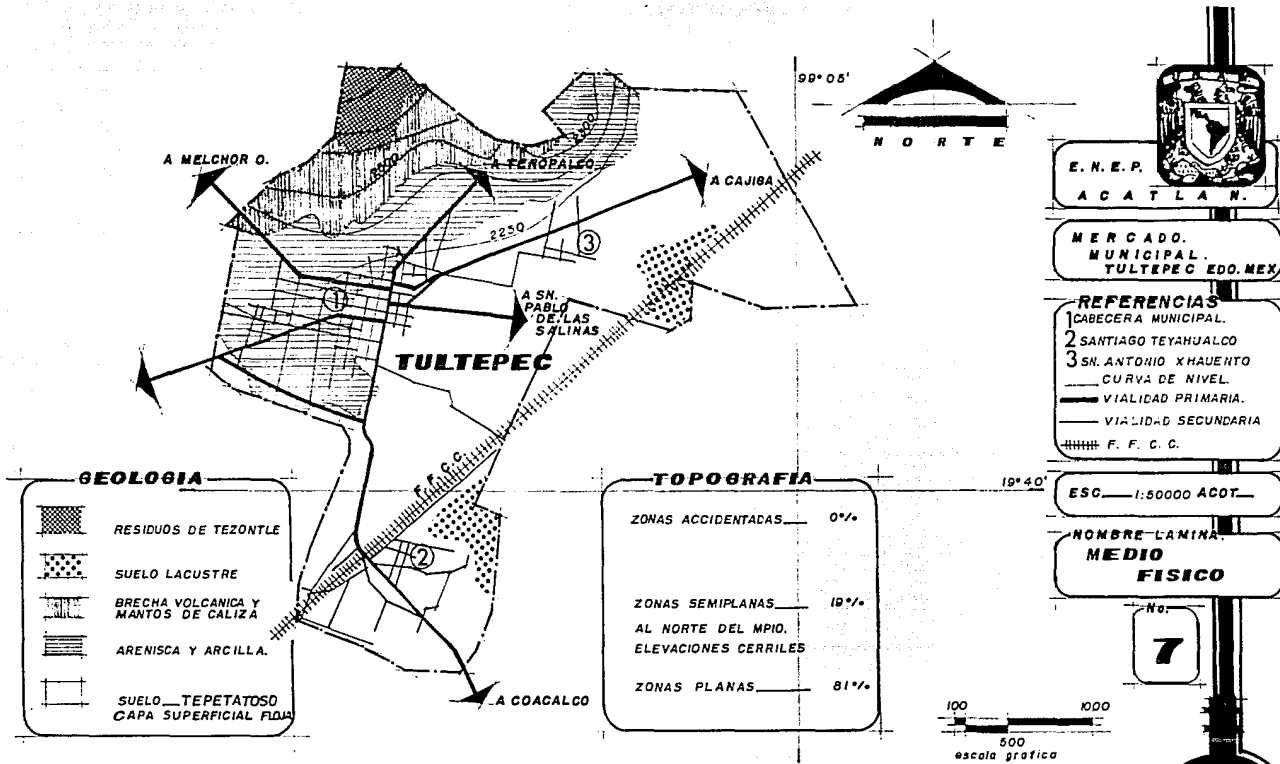 99° 05'
NORTE
A MELCHOR O.
A TEROPALCO
A CAJIGA
2300
2300
2250
3
1
A SN.
PABLO
DE LAS
SALINAS
TULTEPEC
F. F. C. C.
2
A COACALCO
19° 40'
GEOLOGIA
RESIDUOS DE TEZONTLE
SUELO LACUSTRE
BRECHA VOLCANICA Y
MANTOS DE CALIZA
ARENISCA Y ARCILLA.
SUELO TEPETATOSO
CAPA SUPERFICIAL FLOJA
TOPOGRAFIA
ZONAS ACCIDENTADAS 0%
ZONAS SEMIPLANAS 19%
AL NORTE DEL MPIO.
ELEVACIONES CERRILES
ZONAS PLANAS 81%
100 1000
500
escala grafica
E. N. E. P.
ACATLAN.
MERCADO.
MUNICIPAL.
TULTEPEC EDO. MEX.
REFERENCIAS
1 CABECERA MUNICIPAL.
2 SANTIAGO TEYAHUALCO
3 SN. ANTONIO XHAUENTO
CURVA DE NIVEL.
VIALIDAD PRIMARIA.
VIALIDAD SECUNDARIA
F. F. C. C.
ESC. 1:50000 ACOT.
NOMBRE LAMINA.
MEDIO
FISICO
No.
7